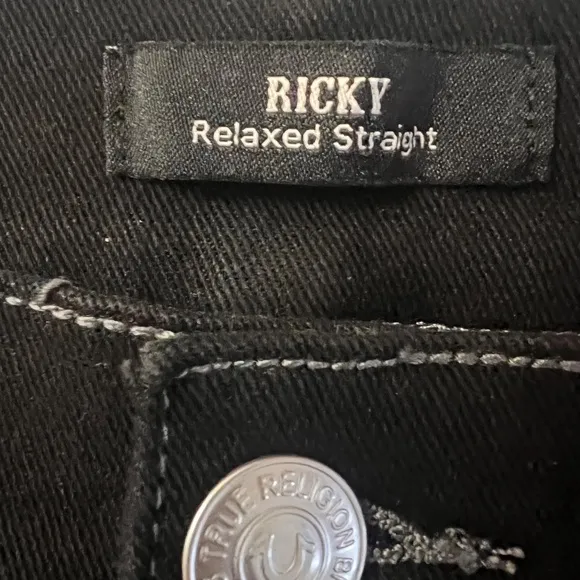 RICKY
Relaxed Straight
TRUE RELIGION